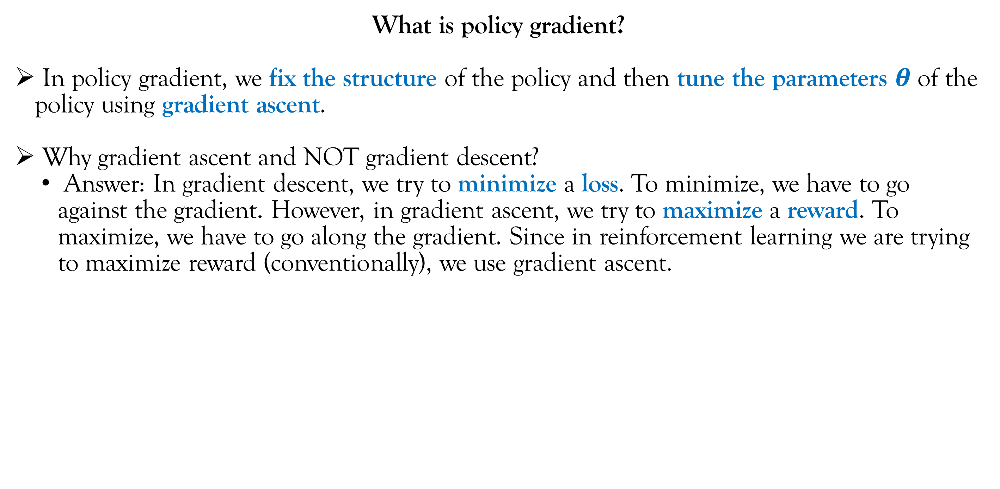 What is policy gradient?
➢ In policy gradient, we fix the structure of the policy and then tune the parameters θ of the
policy using gradient ascent.
➢ Why gradient ascent and NOT gradient descent?
• Answer: In gradient descent, we try to minimize a loss. To minimize, we have to go
against the gradient. However, in gradient ascent, we try to maximize a reward. To
maximize, we have to go along the gradient. Since in reinforcement learning we are trying
to maximize reward (conventionally), we use gradient ascent.